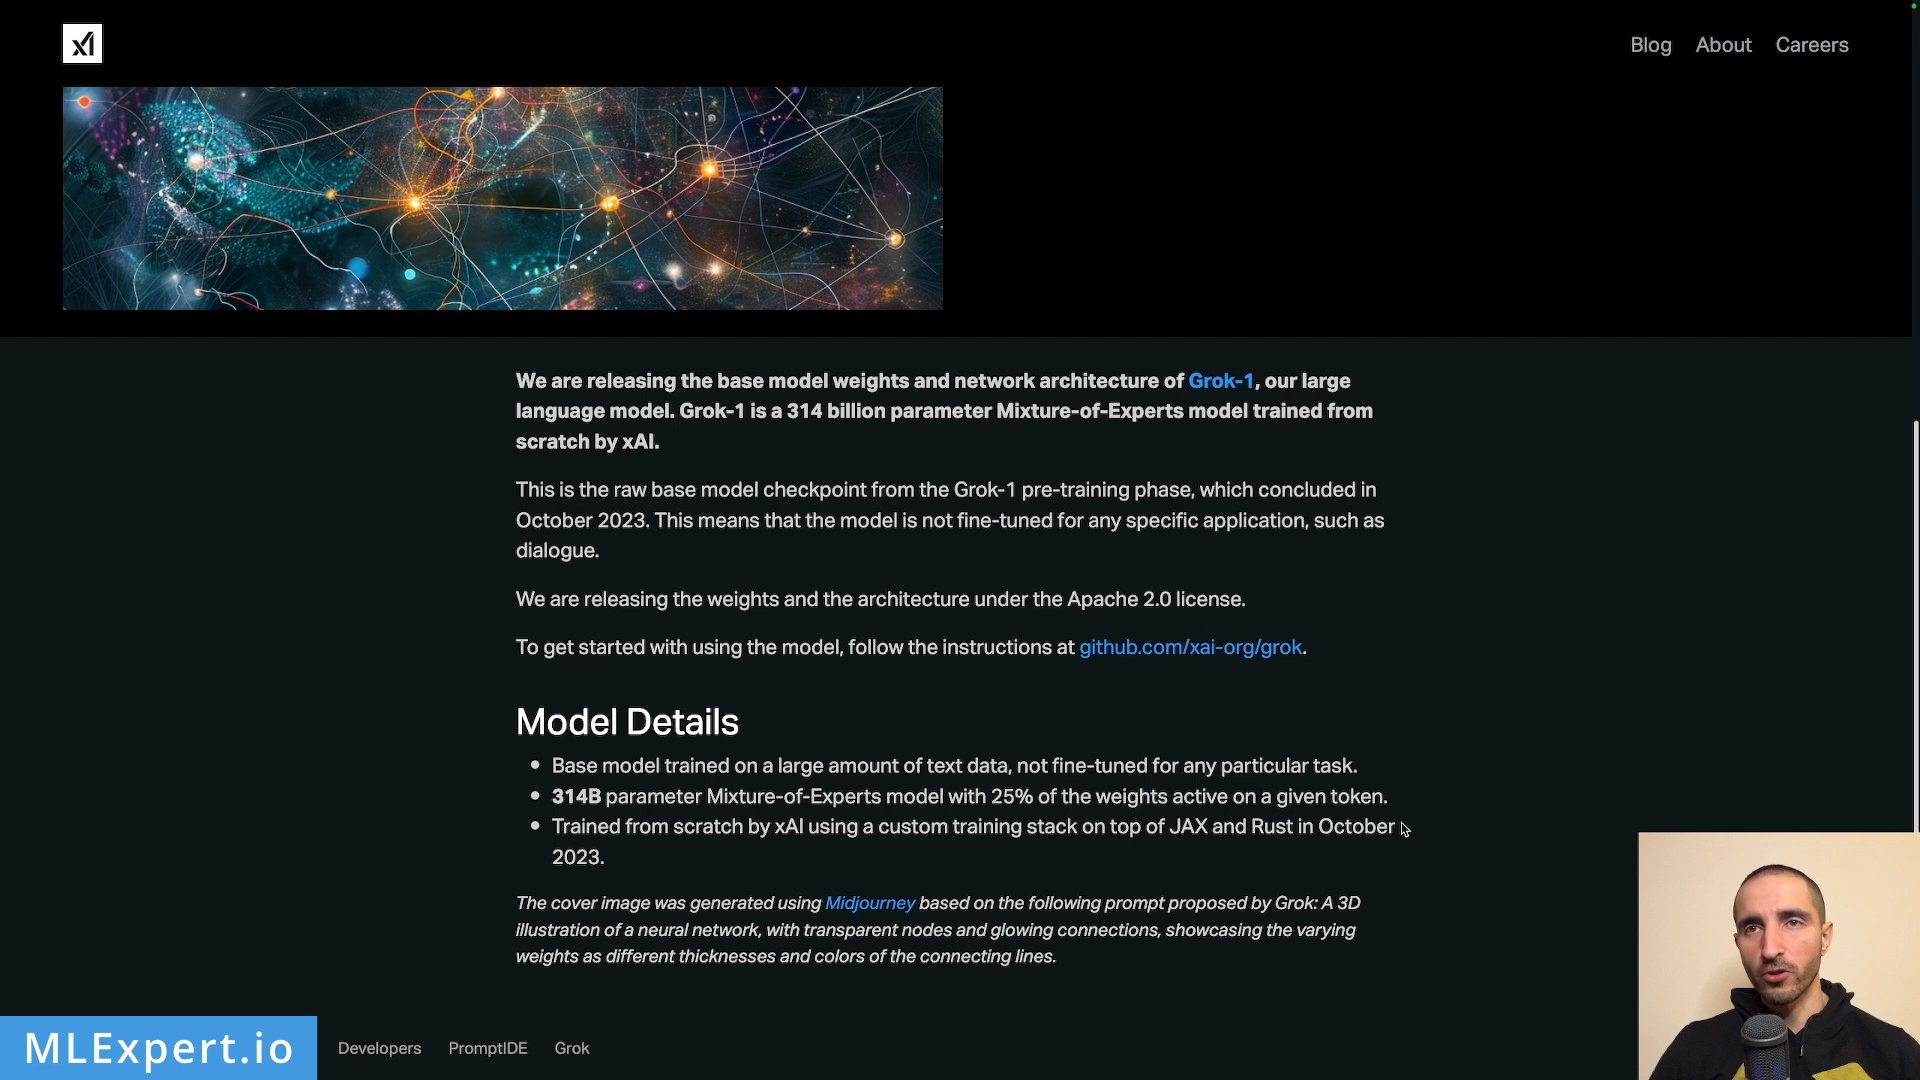 xI
Blog About Careers
We are releasing the base model weights and network architecture of Grok-1, our large
language model. Grok-1 is a 314 billion parameter Mixture-of-Experts model trained from
scratch by xAI.
This is the raw base model checkpoint from the Grok-1 pre-training phase, which concluded in
October 2023. This means that the model is not fine-tuned for any specific application, such as
dialogue.
We are releasing the weights and the architecture under the Apache 2.0 license.
To get started with using the model, follow the instructions at github.com/xai-org/grok.
Model Details
Base model trained on a large amount of text data, not fine-tuned for any particular task.
314B parameter Mixture-of-Experts model with 25% of the weights active on a given token.
Trained from scratch by xAI using a custom training stack on top of JAX and Rust in October
2023.
The cover image was generated using Midjourney based on the following prompt proposed by Grok: A 3D
illustration of a neural network, with transparent nodes and glowing connections, showcasing the varying
weights as different thicknesses and colors of the connecting lines.
MLExpert.io
Developers PromptIDE Grok